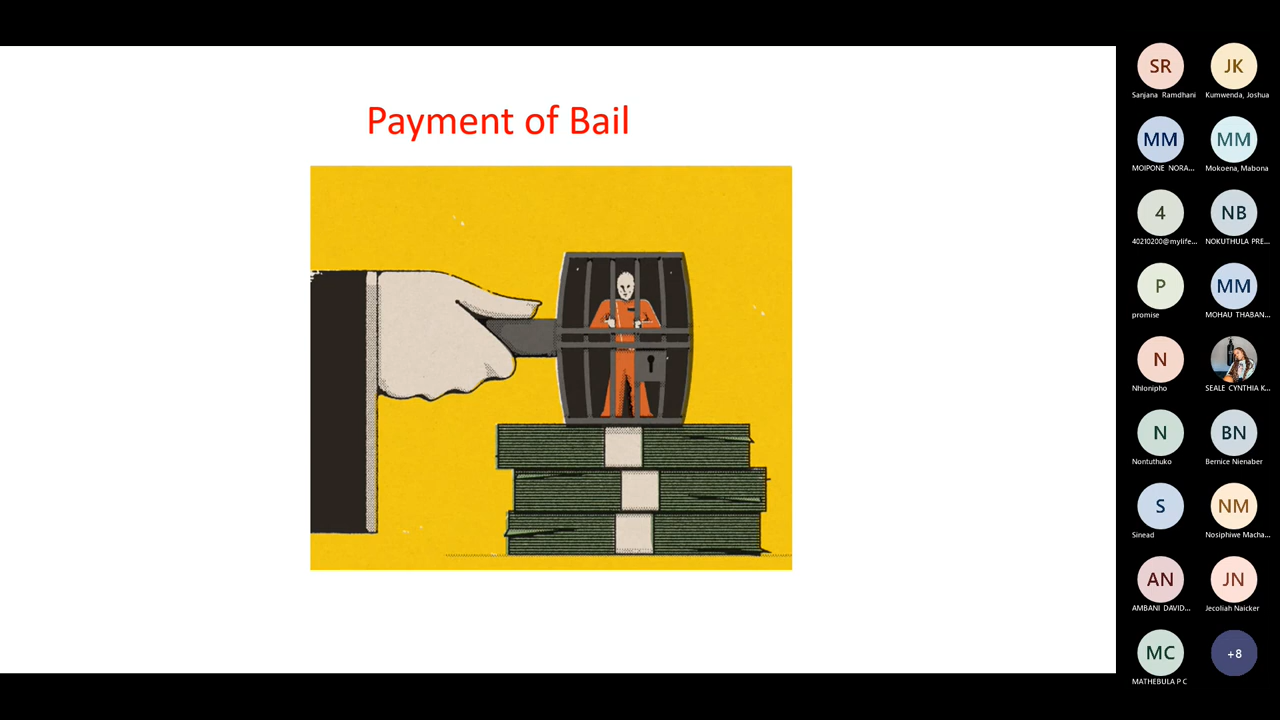 Payment of Bail
SR
JK
Sanjana Ramdhani
Kumwenda, Joshua
MM
MM
MOIPONE NORA...
Mokoena, Mabona
4
NB
40210200@mylife...
NOKUTHULA PRE...
P
MM
promise
MOHAU THABAN...
N
Nhlonipho
SEALE CYNTHIA K...
N
BN
Nontuthuko
Bernice Nienaber
S
NM
Sinead
Nosiphiwe Macha...
AN
JN
AMBANI DAVID...
Jecoliah Naicker
MC
+8
MATHEBULA P C